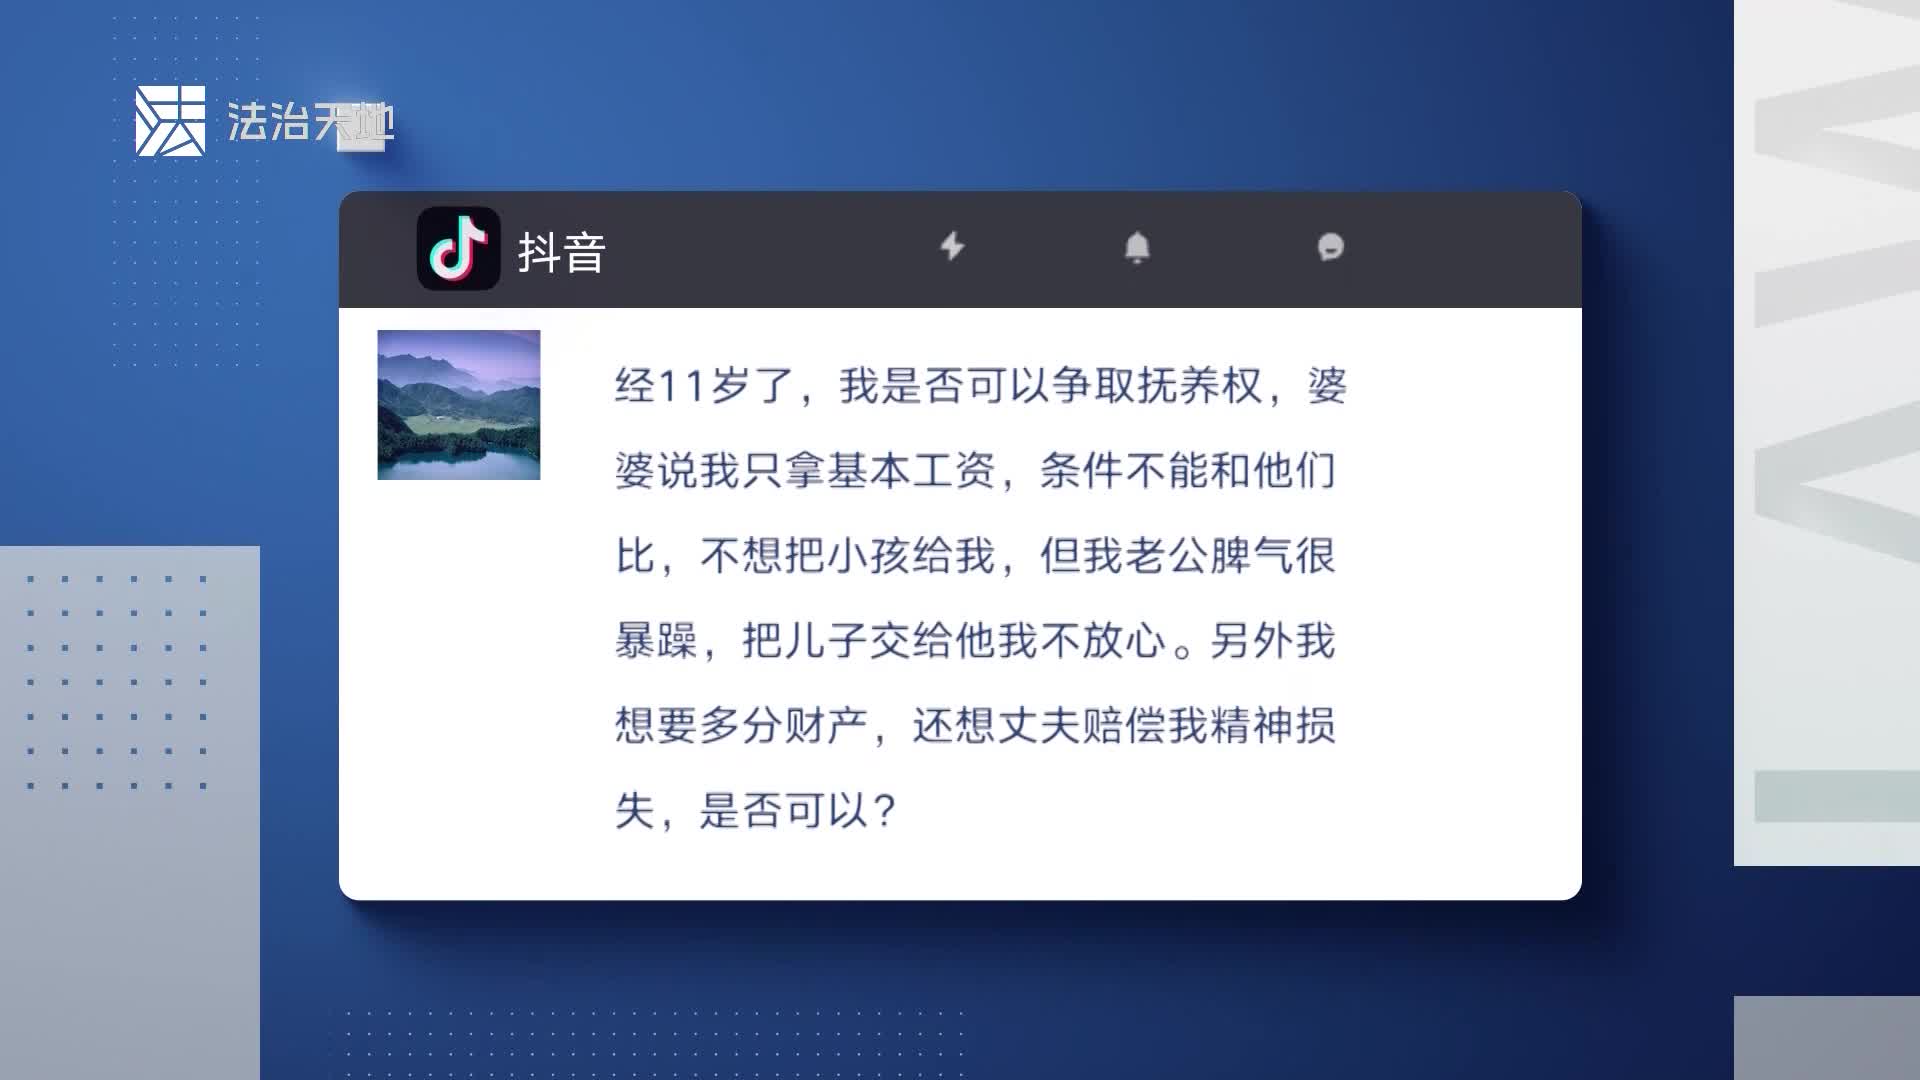 法治天地
抖音
经11岁了，我是否可以争取抚养权，婆
婆说我只拿基本工资，条件不能和他们
比，不想把小孩给我，但我老公脾气很
暴躁，把儿子交给他我不放心。另外我
想要多分财产，还想丈夫赔偿我精神损
失，是否可以？